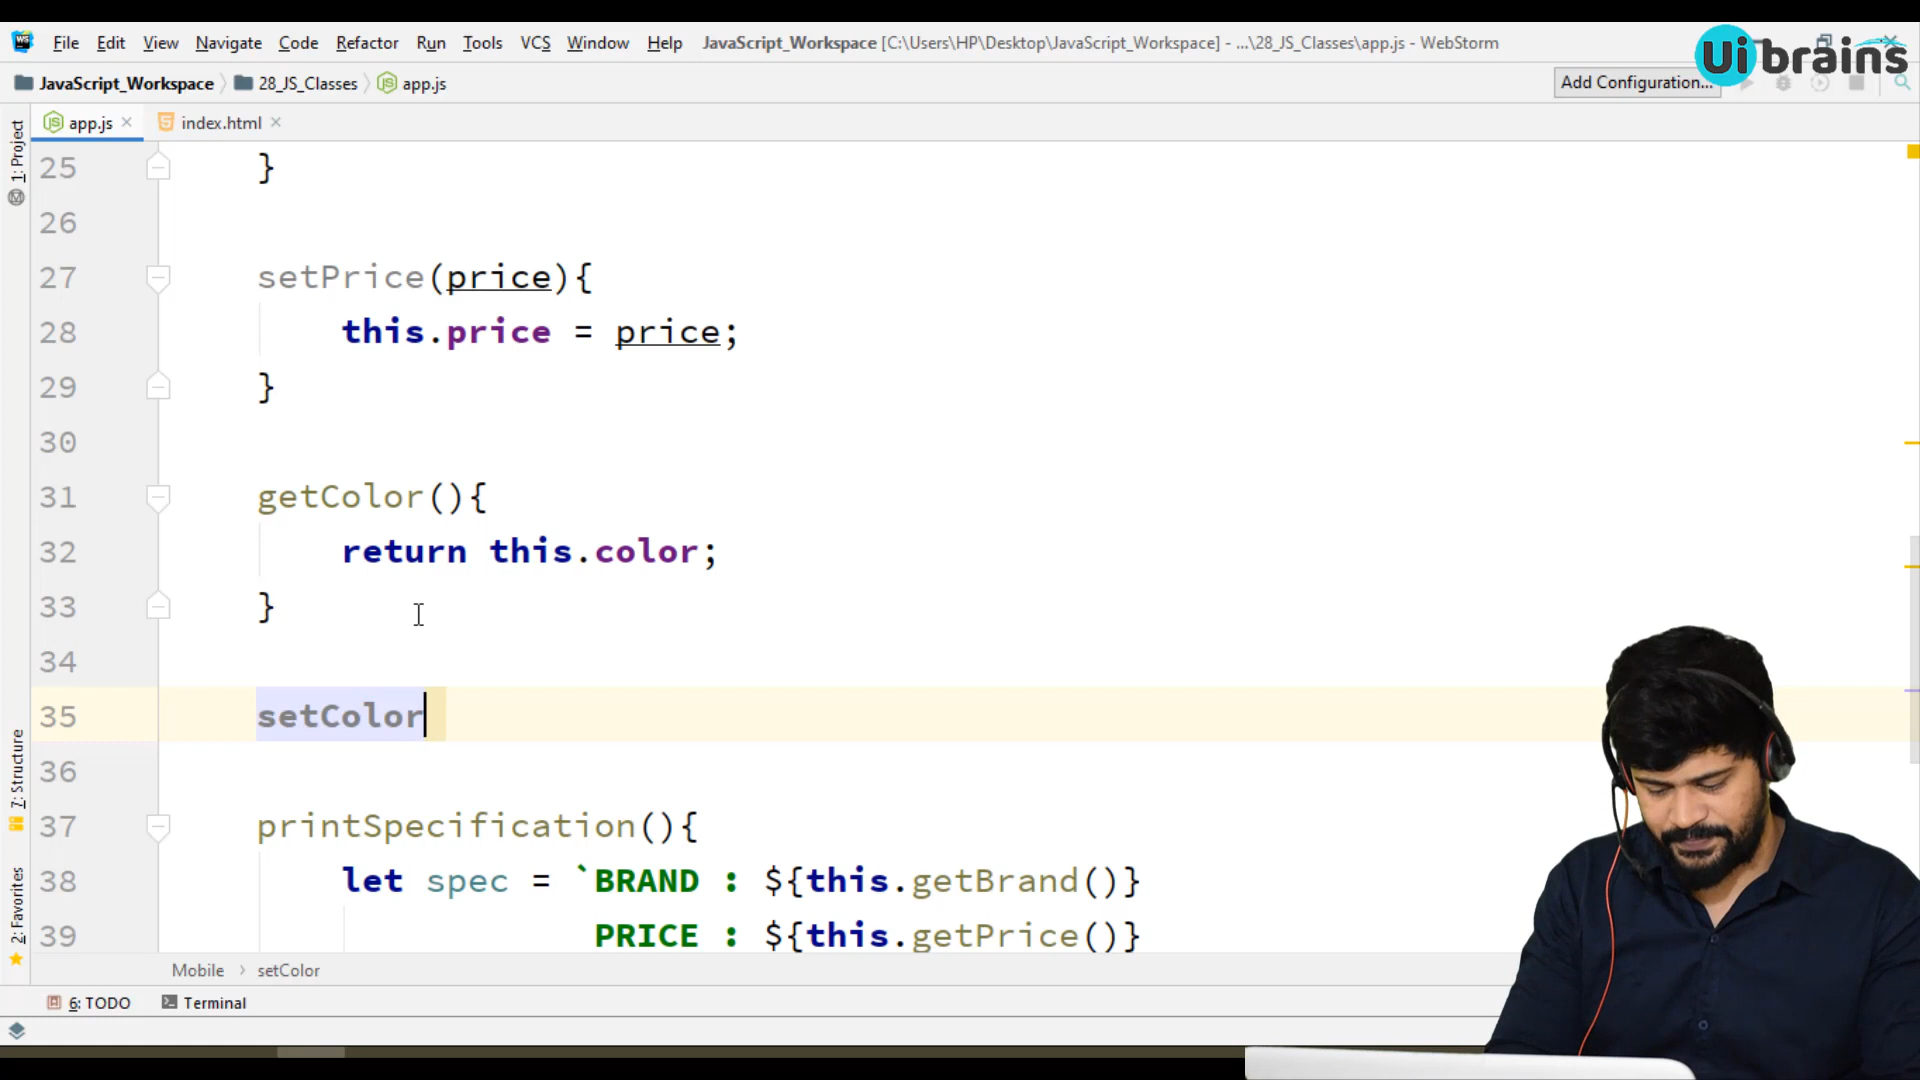 File Edit View Navigate Code Refactor Run Tools VCS Window Help JavaScript_Workspace [C:\Users\HP\Desktop\JavaScript_Workspace] - ...\28_JS_Classes\app.js - WebStorm
Ui brains
JavaScript_Workspace 28_JS_Classes app.js
Add Configuration...
app.js index.html
1: Project
7: Structure
2: Favorites
25 }
26
27 setPrice(price){
28 this.price = price;
29 }
30
31 getColor(){
32 return this.color;
33 }
34
35 setColor
36
37 printSpecification(){
38 let spec = `BRAND : ${this.getBrand()}
39 PRICE : ${this.getPrice()}
Mobile > setColor
6: TODO Terminal